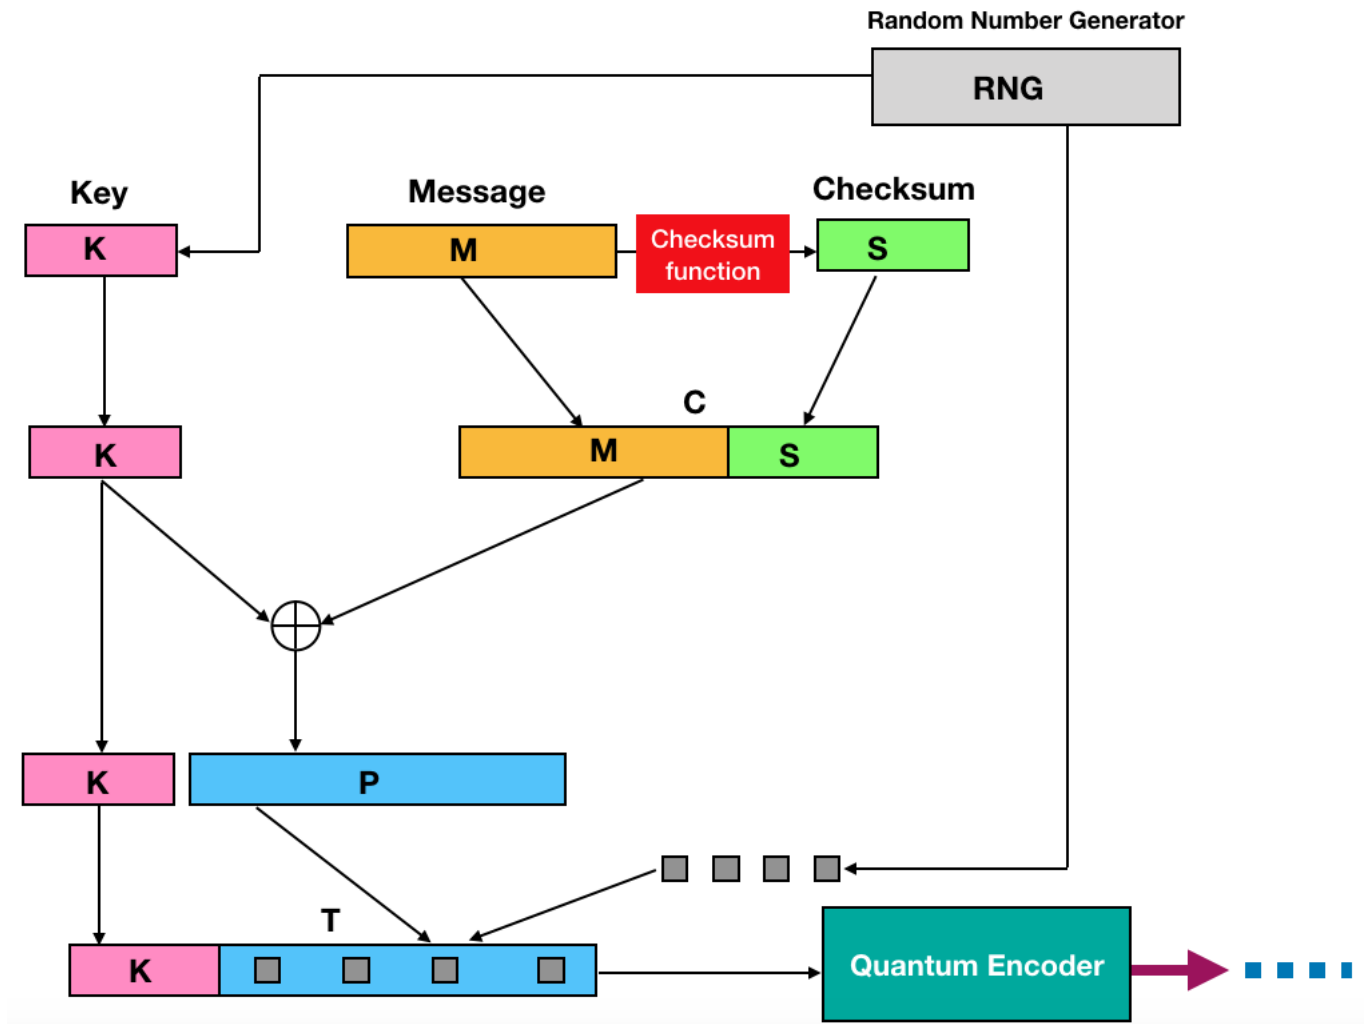 Random Number Generator
RNG
Key
Message
Checksum
K
M
Checksum
function
S
C
K
M
S
K
P
T
K
Quantum Encoder